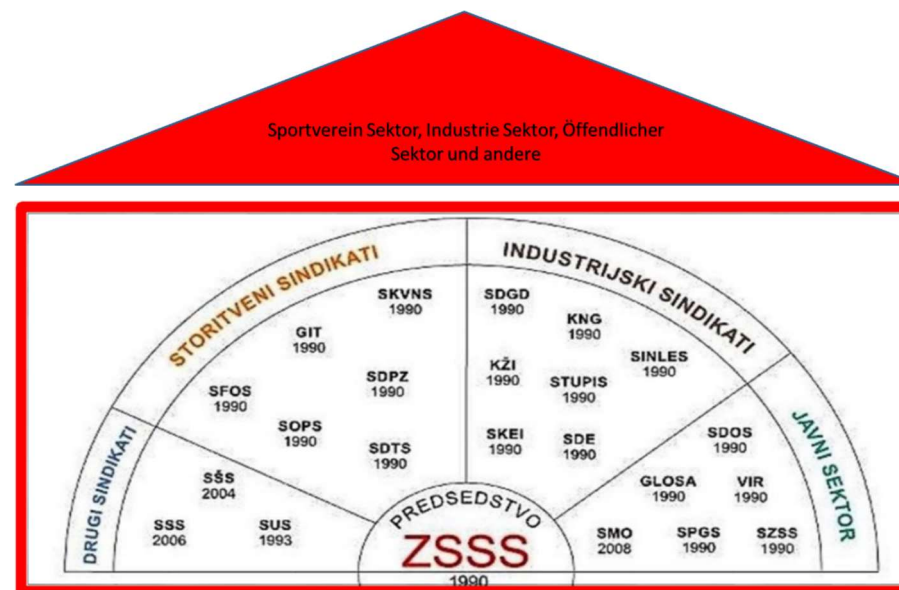 Sportverein Sektor, Industrie Sektor, Öffendlicher
Sektor und andere
DRUGI SINDIKATI
SŠS
2004
SSS
2006
SUS
1993
STORITVENI SINDIKATI
SKVNS
1990
GIT
1990
SDPZ
1990
SFOS
1990
SOPS
1990
SDTS
1990
INDUSTRIJSKI SINDIKATI
SDGD
1990
KNG
1990
SINLES
1990
KŽI
1990
STUPIS
1990
SKEI
1990
SDE
1990
JAVNI SEKTOR
SDOS
1990
GLOSA
1990
VIR
1990
SMO
2008
SPGS
1990
SZSS
1990
PREDSEDSTVO
ZSSS
1990